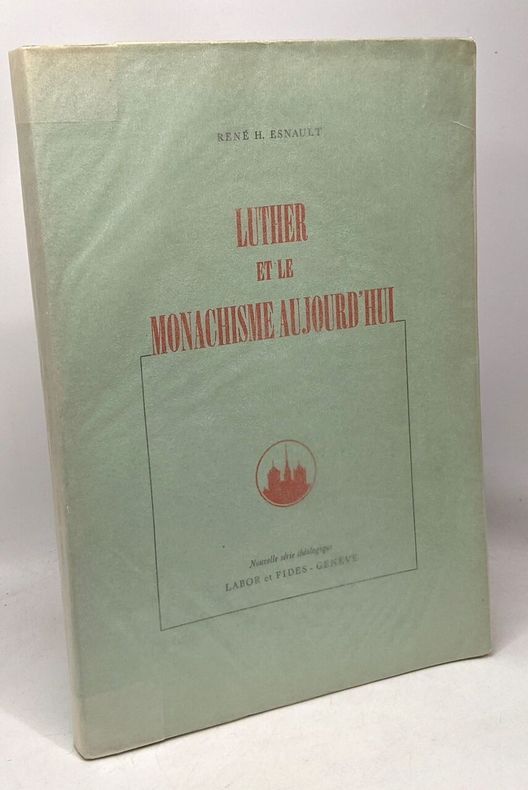 RENÉ H. ESNAULT
LUTHER
ET LE
MONACHISME AUJOURD'HUI
Nouvelle série théologique
LABOR et FIDES - GENÈVE